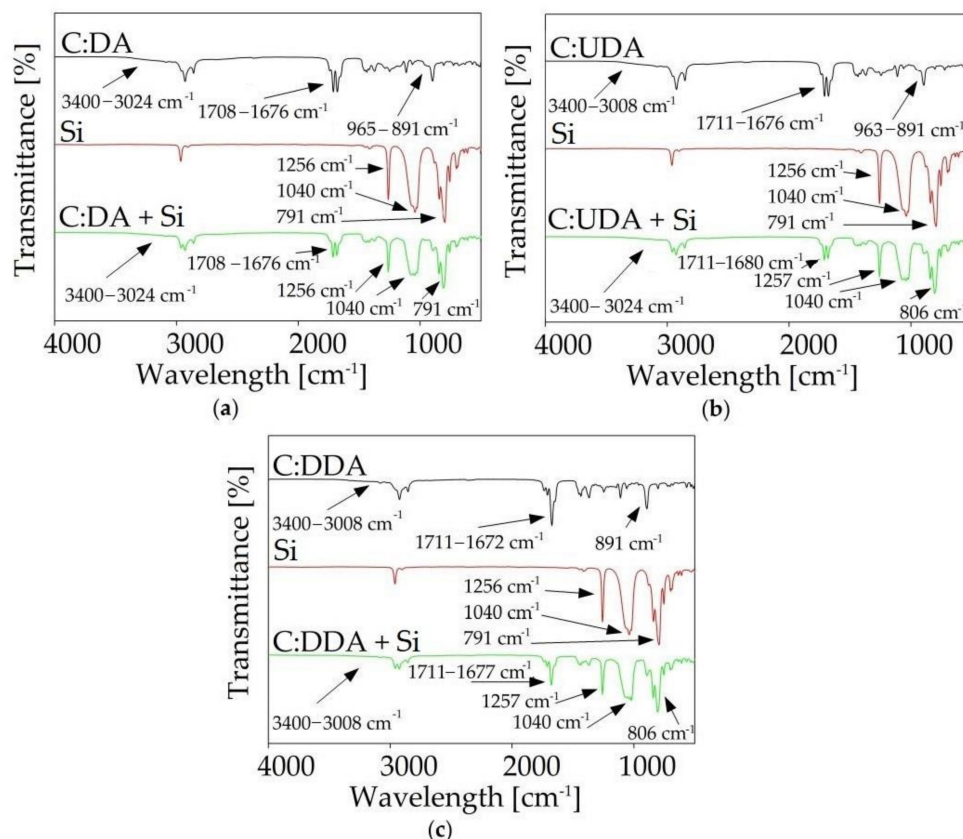 C:DA
3400−3024 cm⁻¹
1708−1676 cm⁻¹
965−891 cm⁻¹
Si
1256 cm⁻¹
1040 cm⁻¹
791 cm⁻¹
C:DA + Si
3400−3024 cm⁻¹
1708−1676 cm⁻¹
1256 cm⁻¹
1040 cm⁻¹
791 cm⁻¹
Transmittance [%]
4000 3000 2000 1000
Wavelength [cm⁻¹]
(a)
C:UDA
3400−3008 cm⁻¹
1711−1676 cm⁻¹
963−891 cm⁻¹
Si
1256 cm⁻¹
1040 cm⁻¹
791 cm⁻¹
C:UDA + Si
3400−3024 cm⁻¹
1711−1680 cm⁻¹
1257 cm⁻¹
1040 cm⁻¹
806 cm⁻¹
Transmittance [%]
4000 3000 2000 1000
Wavelength [cm⁻¹]
(b)
C:DDA
3400−3008 cm⁻¹
1711−1672 cm⁻¹
891 cm⁻¹
Si
1256 cm⁻¹
1040 cm⁻¹
791 cm⁻¹
C:DDA + Si
3400−3008 cm⁻¹
1711−1677 cm⁻¹
1257 cm⁻¹
1040 cm⁻¹
806 cm⁻¹
Transmittance [%]
4000 3000 2000 1000
Wavelength [cm⁻¹]
(c)